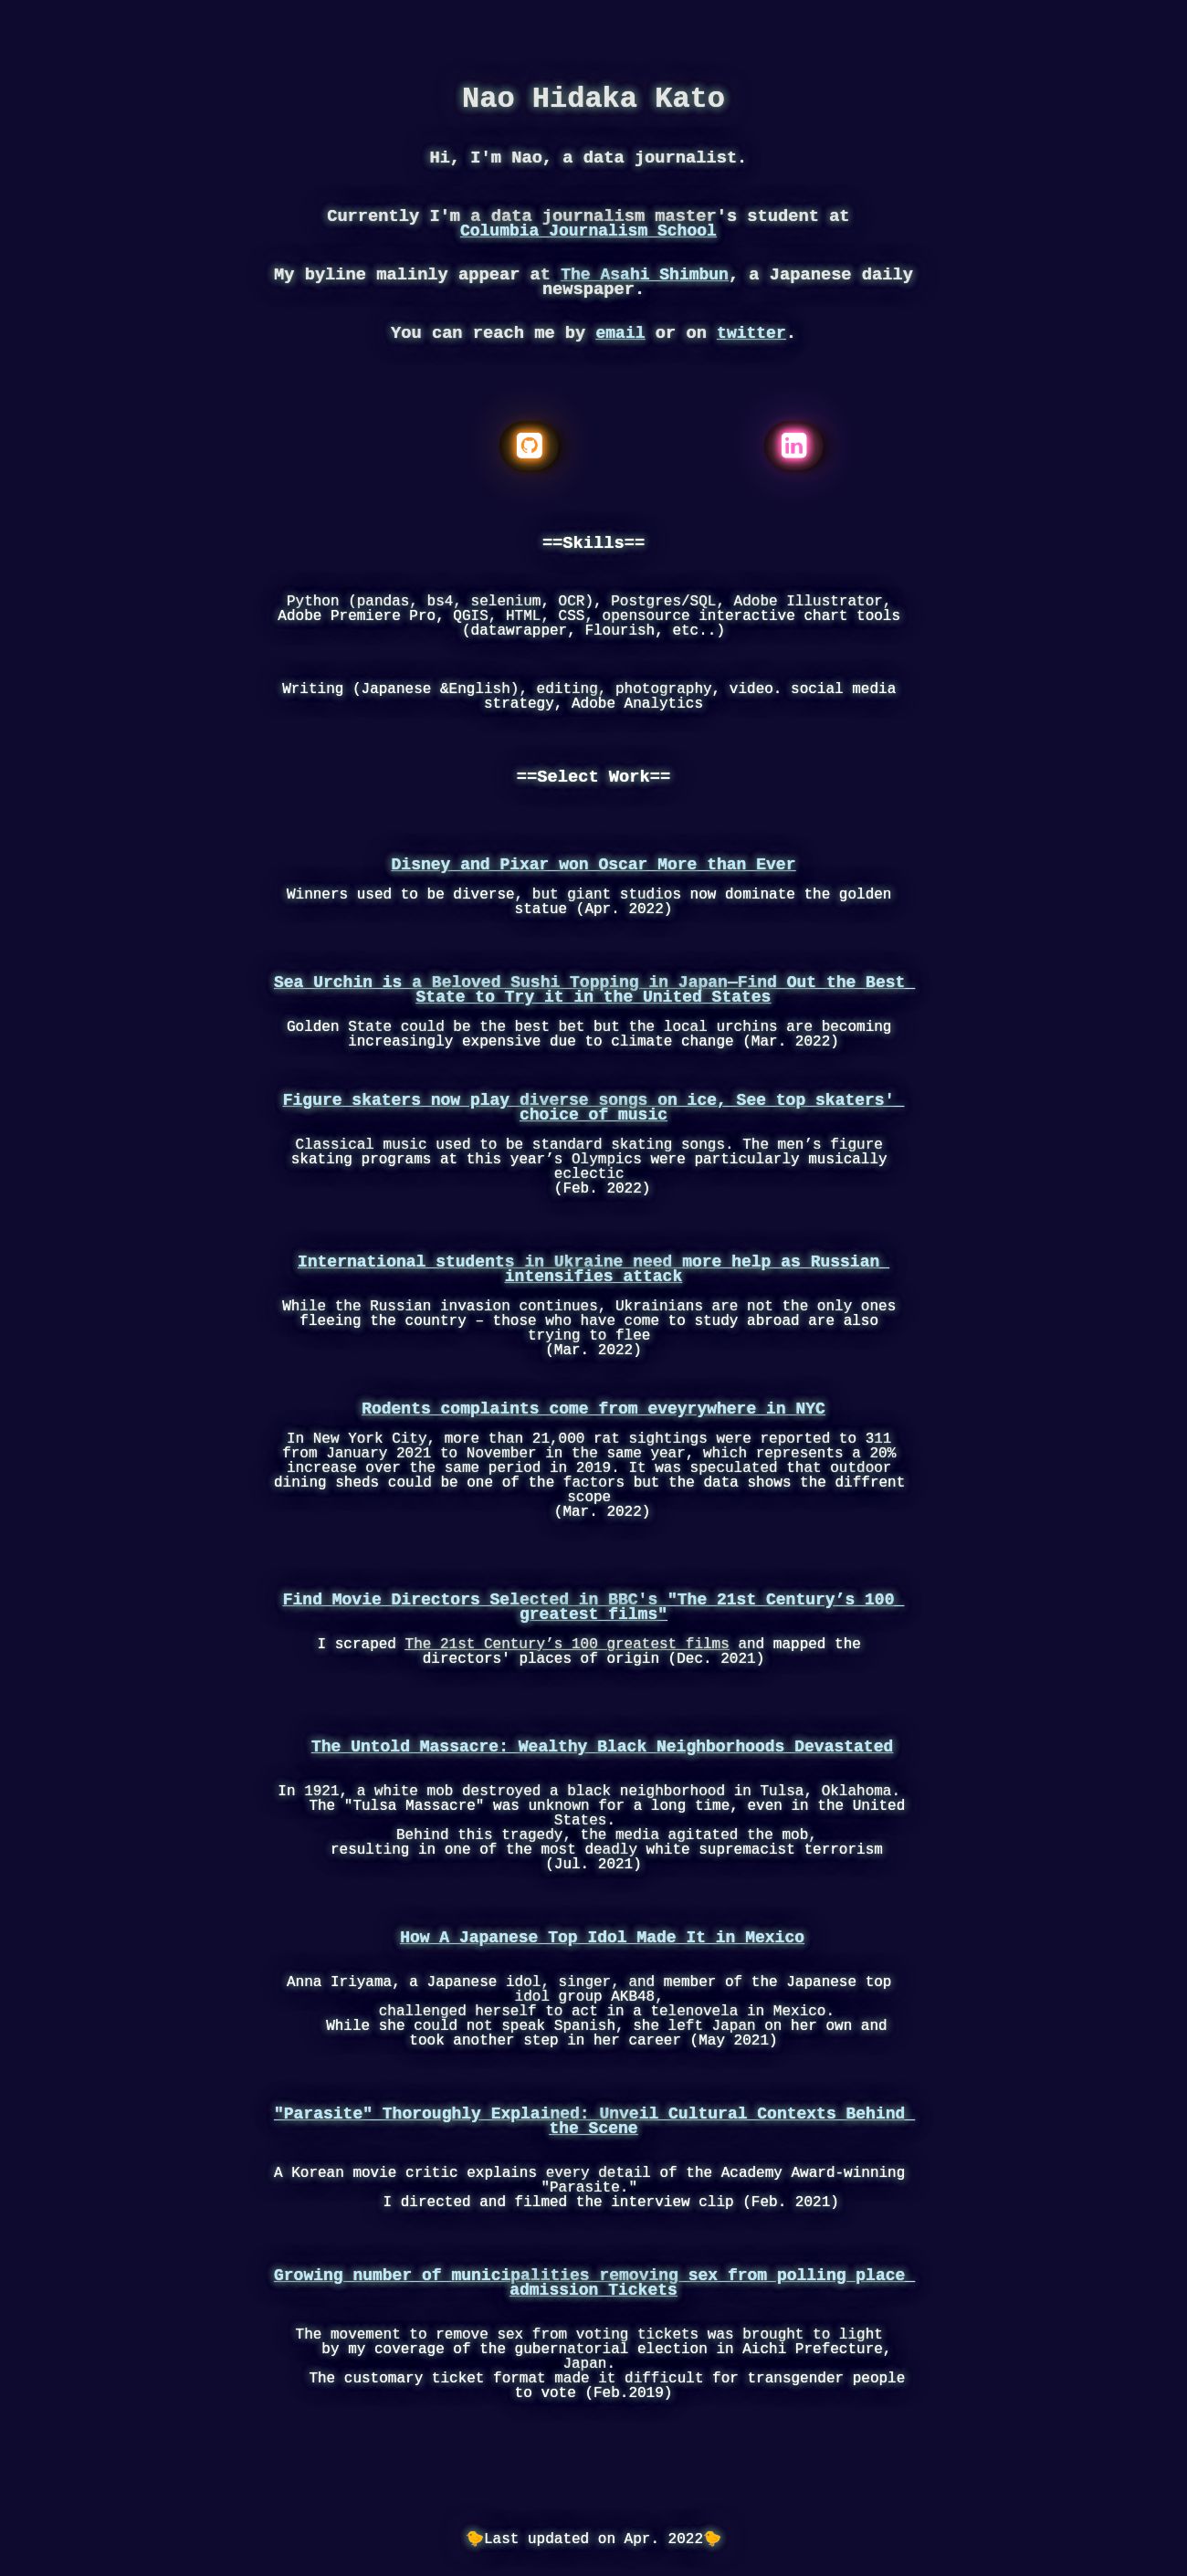 Nao Hidaka Kato
Hi, I'm Nao, a data journalist.
Currently I'm a data journalism master's student at
Columbia Journalism School
My byline malinly appear at The Asahi Shimbun, a Japanese daily
newspaper.
You can reach me by email or on twitter.
in
==Skills==
Python (pandas, bs4, selenium, OCR), Postgres/SQL, Adobe Illustrator,
Adobe Premiere Pro, QGIS, HTML, CSS, opensource interactive chart tools
(datawrapper, Flourish, etc..)
Writing (Japanese &English), editing, photography, video. social media
strategy, Adobe Analytics
==Select Work==
Disney and Pixar won Oscar More than Ever
Winners used to be diverse, but giant studios now dominate the golden
statue (Apr. 2022)
Sea Urchin is a Beloved Sushi Topping in Japan—Find Out the Best
State to Try it in the United States
Golden State could be the best bet but the local urchins are becoming
increasingly expensive due to climate change (Mar. 2022)
Figure skaters now play diverse songs on ice, See top skaters'
choice of music
Classical music used to be standard skating songs. The men’s figure
skating programs at this year’s Olympics were particularly musically
eclectic
(Feb. 2022)
International students in Ukraine need more help as Russian
intensifies attack
While the Russian invasion continues, Ukrainians are not the only ones
fleeing the country – those who have come to study abroad are also
trying to flee
(Mar. 2022)
Rodents complaints come from eveyrywhere in NYC
In New York City, more than 21,000 rat sightings were reported to 311
from January 2021 to November in the same year, which represents a 20%
increase over the same period in 2019. It was speculated that outdoor
dining sheds could be one of the factors but the data shows the diffrent
scope
(Mar. 2022)
Find Movie Directors Selected in BBC's "The 21st Century’s 100
greatest films"
I scraped The 21st Century’s 100 greatest films and mapped the
directors' places of origin (Dec. 2021)
The Untold Massacre: Wealthy Black Neighborhoods Devastated
In 1921, a white mob destroyed a black neighborhood in Tulsa, Oklahoma.
The "Tulsa Massacre" was unknown for a long time, even in the United
States.
Behind this tragedy, the media agitated the mob,
resulting in one of the most deadly white supremacist terrorism
(Jul. 2021)
How A Japanese Top Idol Made It in Mexico
Anna Iriyama, a Japanese idol, singer, and member of the Japanese top
idol group AKB48,
challenged herself to act in a telenovela in Mexico.
While she could not speak Spanish, she left Japan on her own and
took another step in her career (May 2021)
"Parasite" Thoroughly Explained: Unveil Cultural Contexts Behind
the Scene
A Korean movie critic explains every detail of the Academy Award-winning
"Parasite."
I directed and filmed the interview clip (Feb. 2021)
Growing number of municipalities removing sex from polling place
admission Tickets
The movement to remove sex from voting tickets was brought to light
by my coverage of the gubernatorial election in Aichi Prefecture,
Japan.
The customary ticket format made it difficult for transgender people
to vote (Feb.2019)
🐤Last updated on Apr. 2022🐤